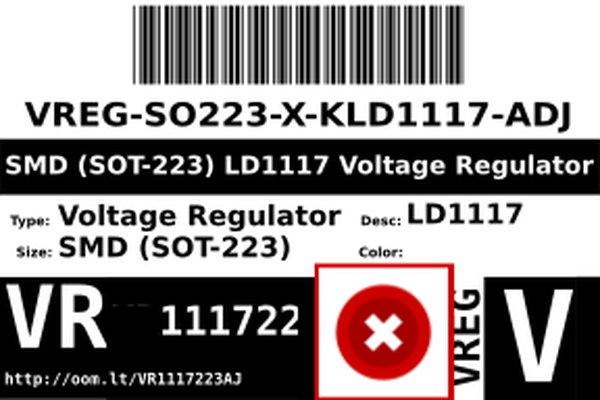 VREG-SO223-X-KLD1117-ADJ
SMD (SOT-223) LD1117 Voltage Regulator
Type: Voltage Regulator Desc: LD1117
Size: SMD (SOT-223) Color:
VR 111722
VREG
V
http://oom.lt/VR1117223AJ